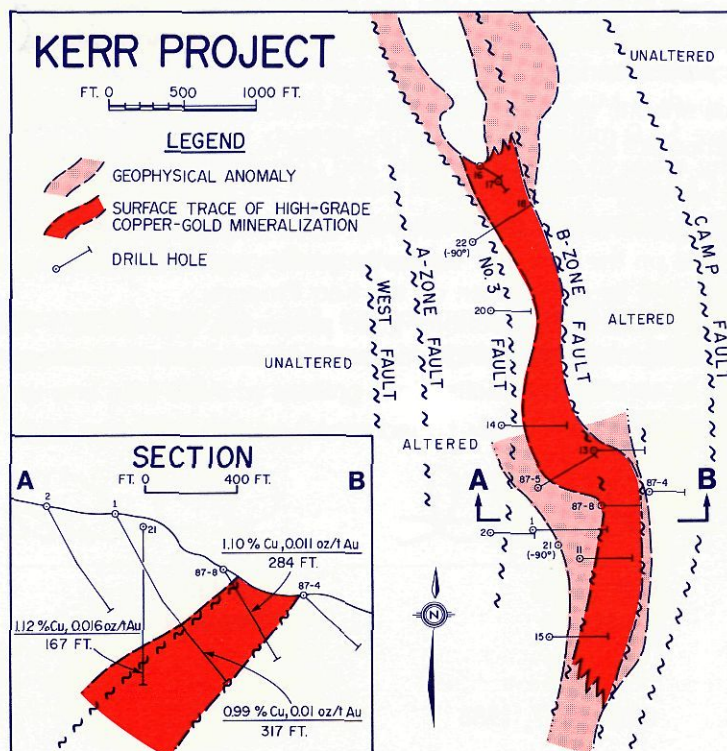 KERR PROJECT
FT. 0 500 1000 FT.
LEGEND
GEOPHYSICAL ANOMALY
SURFACE TRACE OF HIGH-GRADE
COPPER-GOLD MINERALIZATION
DRILL HOLE
UNALTERED
16
17
18
22
(-90°)
No. 3
FAULT
B-ZONE
FAULT
CAMP
FAULT
A-ZONE
FAULT
WEST
FAULT
20
ALTERED
UNALTERED
14
ALTERED
13
A
87-5
87-4
B
87-8
1
2
21
(-90°)
11
15
N
SECTION
A
FT. 0 400 FT.
B
2
1
21
1.10 % Cu, 0.011 oz/t Au
284 FT.
87-8
87-4
1.12% Cu, 0.016 oz/t Au
167 FT.
0.99 % Cu, 0.01 oz/t Au
317 FT.